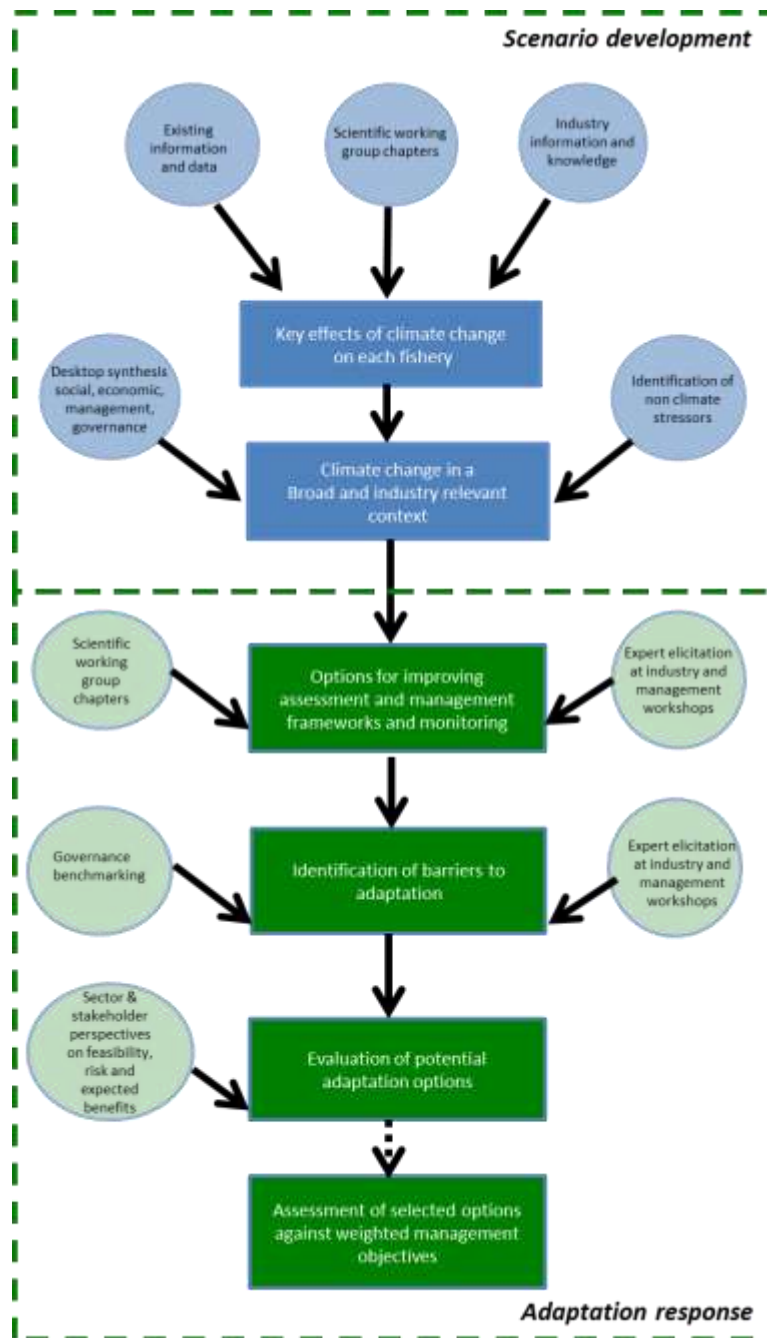 Scenario development
Existing
information
and data
Scientific working
group chapters
Industry
information and
knowledge
Key effects of climate change
on each fishery
Desktop synthesis
social, economic,
management,
governance
Identification of
non climate
stressors
Climate change in a
Broad and industry relevant
context
Scientific
working
group
chapters
Options for improving
assessment and management
frameworks and monitoring
Expert elicitation
at industry and
management
workshops
Governance
benchmarking
Identification of barriers to
adaptation
Expert elicitation
at industry and
management
workshops
Sector &
stakeholder
perspectives
on feasibility,
risk and
expected
benefits
Evaluation of potential
adaptation options
Assessment of selected options
against weighted management
objectives
Adaptation response